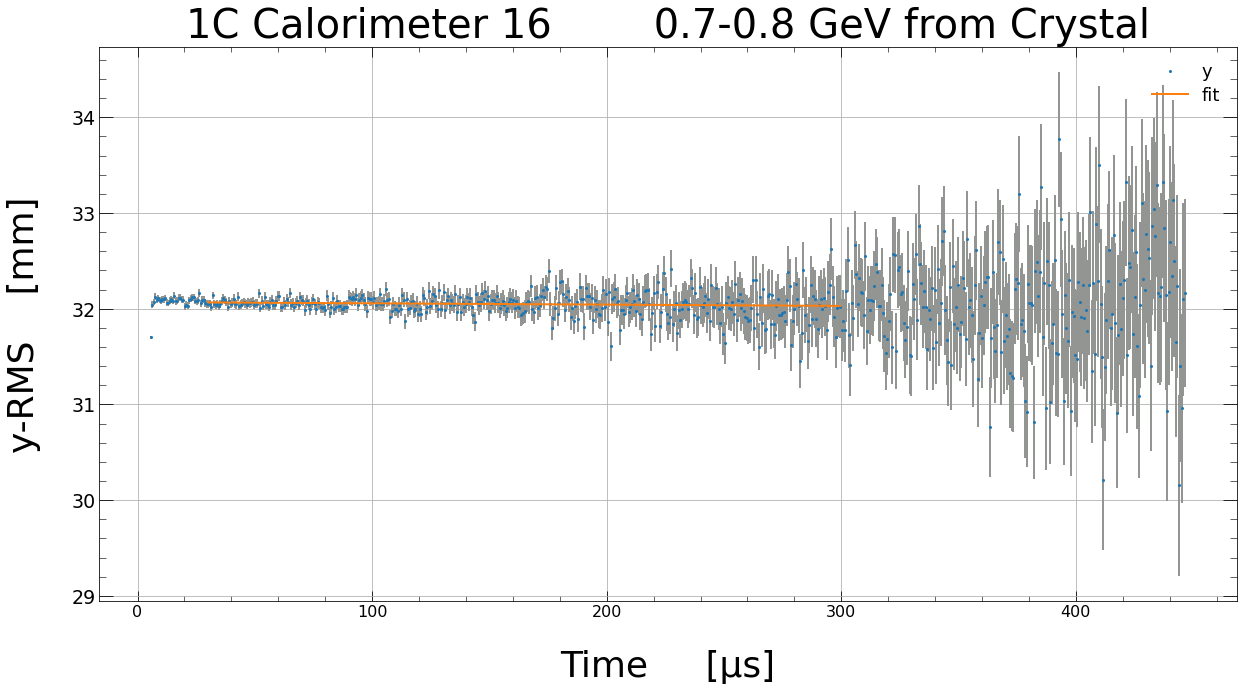 1C Calorimeter 16 0.7-0.8 GeV from Crystal
y
fit
34
33
32
31
30
29
y-RMS [mm]
0 100 200 300 400
Time [µs]